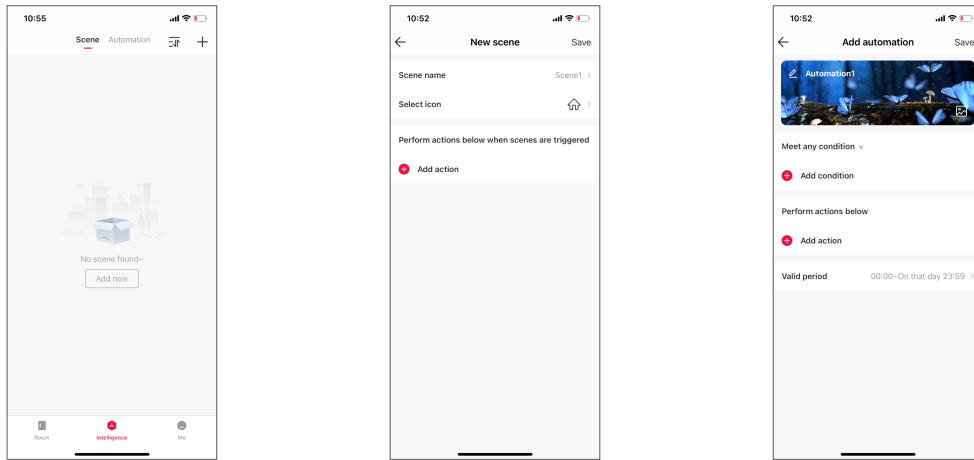 10:55
Scene Automation
No scene found~
Add now
Room Intelligence Me
10:52
New scene Save
Scene name Scene1 >
Select icon >
Perform actions below when scenes are triggered
Add action
10:52
Add automation Save
Automation1
Meet any condition
Add condition
Perform actions below
Add action
Valid period 00:00~On that day 23:59 >